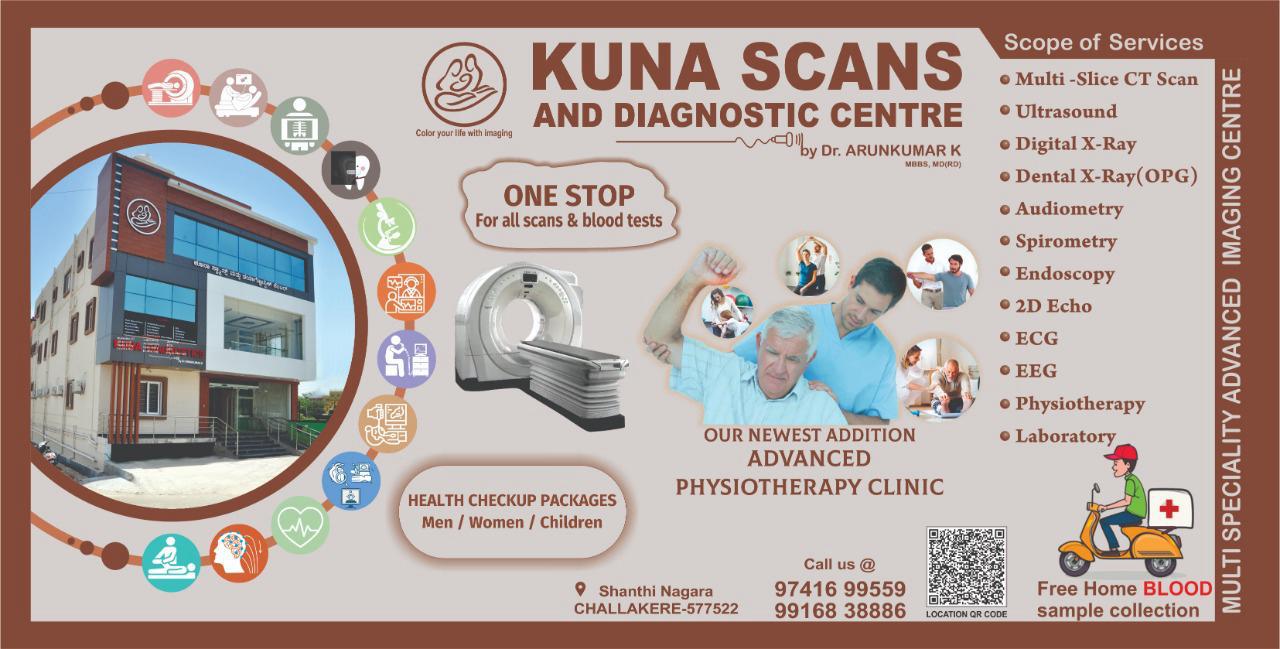 Color your life with imaging
KUNA SCANS
AND DIAGNOSTIC CENTRE
by Dr. ARUNKUMAR K
MBBS, MD(RD)
ONE STOP
For all scans & blood tests
HEALTH CHECKUP PACKAGES
Men / Women / Children
OUR NEWEST ADDITION
ADVANCED
PHYSIOTHERAPY CLINIC
Shanthi Nagara
CHALLAKERE-577522
Call us @
97416 99559
99168 38886
LOCATION QR CODE
Scope of Services
Multi -Slice CT Scan
Ultrasound
Digital X-Ray
Dental X-Ray(OPG)
Audiometry
Spirometry
Endoscopy
2D Echo
ECG
EEG
Physiotherapy
Laboratory
Free Home BLOOD
sample collection
MULTI SPECIALITY ADVANCED IMAGING CENTRE